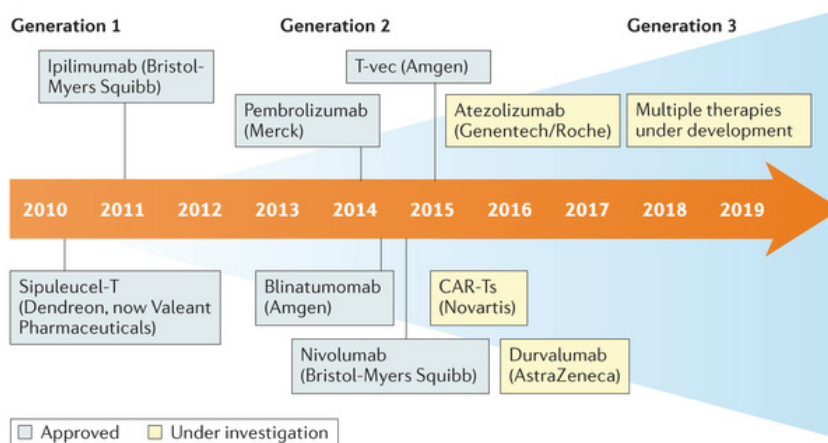 Generation 1
Generation 2
Generation 3
Ipilimumab (Bristol-
Myers Squibb)
T-vec (Amgen)
Pembrolizumab
(Merck)
Atezolizumab
(Genentech/Roche)
Multiple therapies
under development
2010 2011 2012 2013 2014 2015 2016 2017 2018 2019
Sipuleucel-T
(Dendreon, now Valeant
Pharmaceuticals)
Blinatumomab
(Amgen)
CAR-Ts
(Novartis)
Nivolumab
(Bristol-Myers Squibb)
Durvalumab
(AstraZeneca)
Approved
Under investigation